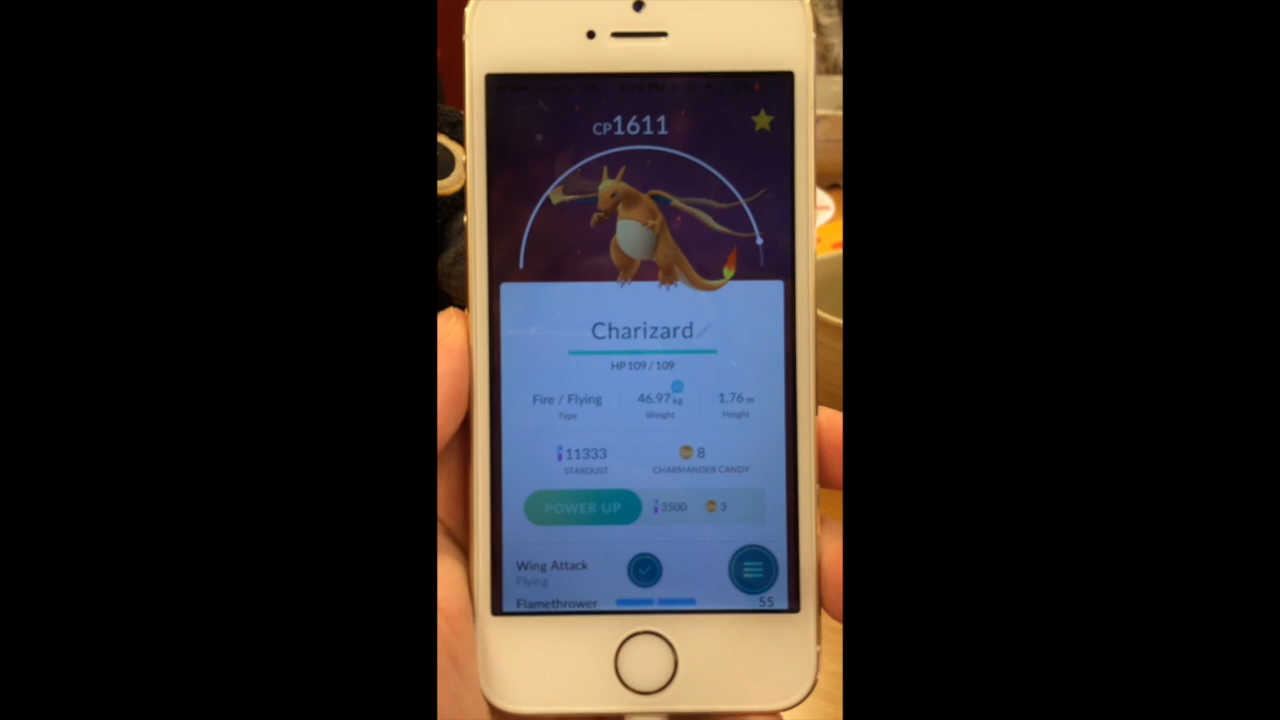 CP1611
Charizard
HP 109 / 109
Fire / Flying
46.97 kg
1.76 m
Type
Weight
Height
11333
8
STARDUST
CHARMANDER CANDY
POWER UP
3500
3
Wing Attack
Flying
Flamethrower
55